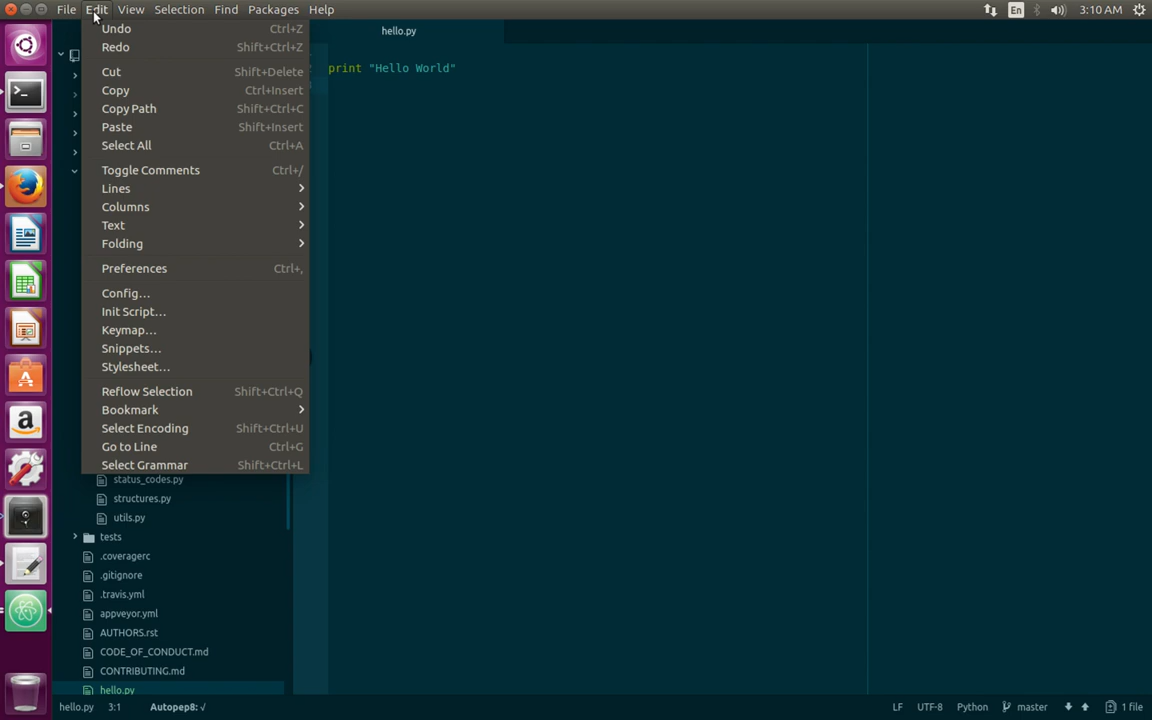 File Edit View Selection Find Packages Help En 3:10 AM
hello.py
Undo Ctrl+Z
Redo Shift+Ctrl+Z
Cut Shift+Delete
Copy Ctrl+Insert
Copy Path Shift+Ctrl+C
Paste Shift+Insert
Select All Ctrl+A
Toggle Comments Ctrl+/
Lines
Columns
Text
Folding
Preferences Ctrl+,
Config…
Init Script…
Keymap…
Snippets…
Stylesheet…
Reflow Selection Shift+Ctrl+Q
Bookmark
Select Encoding Shift+Ctrl+U
Go to Line Ctrl+G
Select Grammar Shift+Ctrl+L
print "Hello World"
status_codes.py
structures.py
utils.py
tests
.coveragerc
.gitignore
.travis.yml
appveyor.yml
AUTHORS.rst
CODE_OF_CONDUCT.md
CONTRIBUTING.md
hello.py
hello.py 3:1 Autopep8: √ LF UTF-8 Python master 1 file